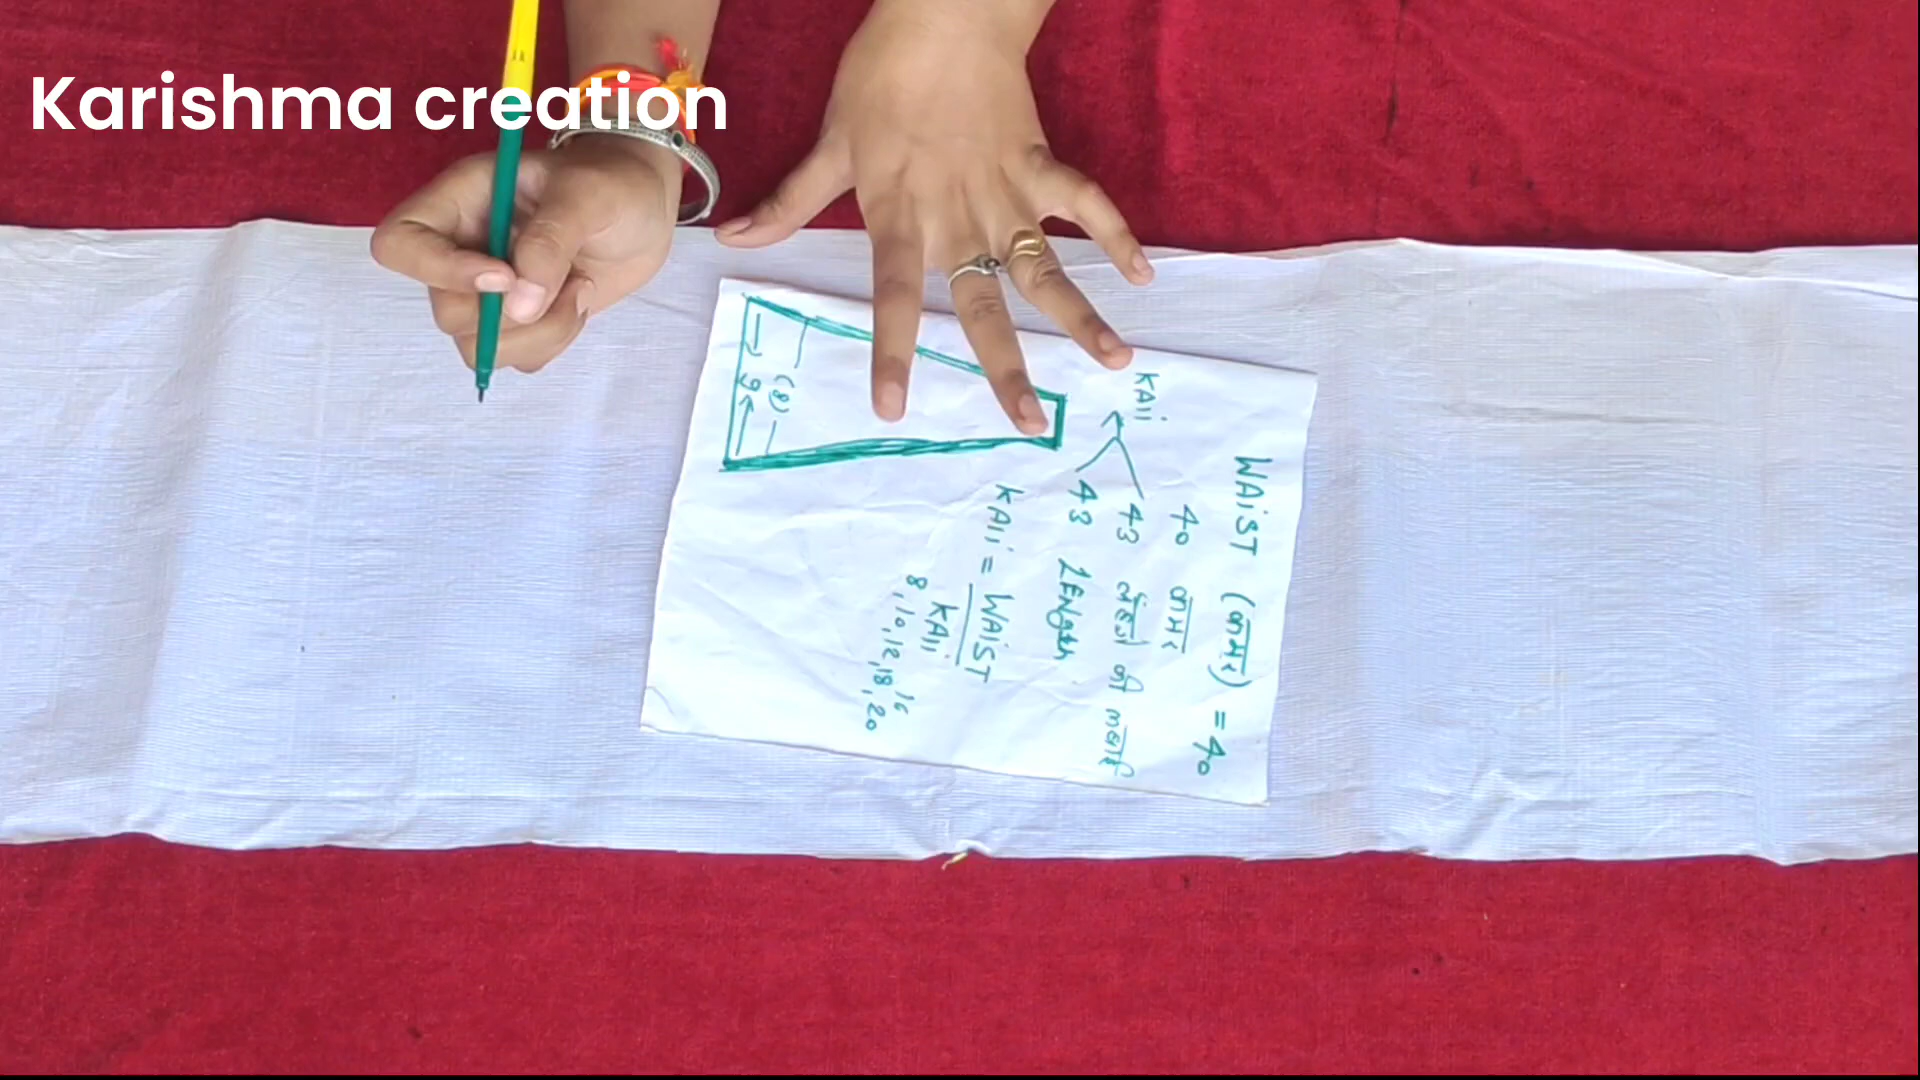 Karishma creation
WAIST (कमर) = 40
40 कमर
KAli
43 लहंगा की लम्बाई
43 LENgth
KAli = WAIST
KAli
8, 10, 12, 18, 20
16
(8)
9